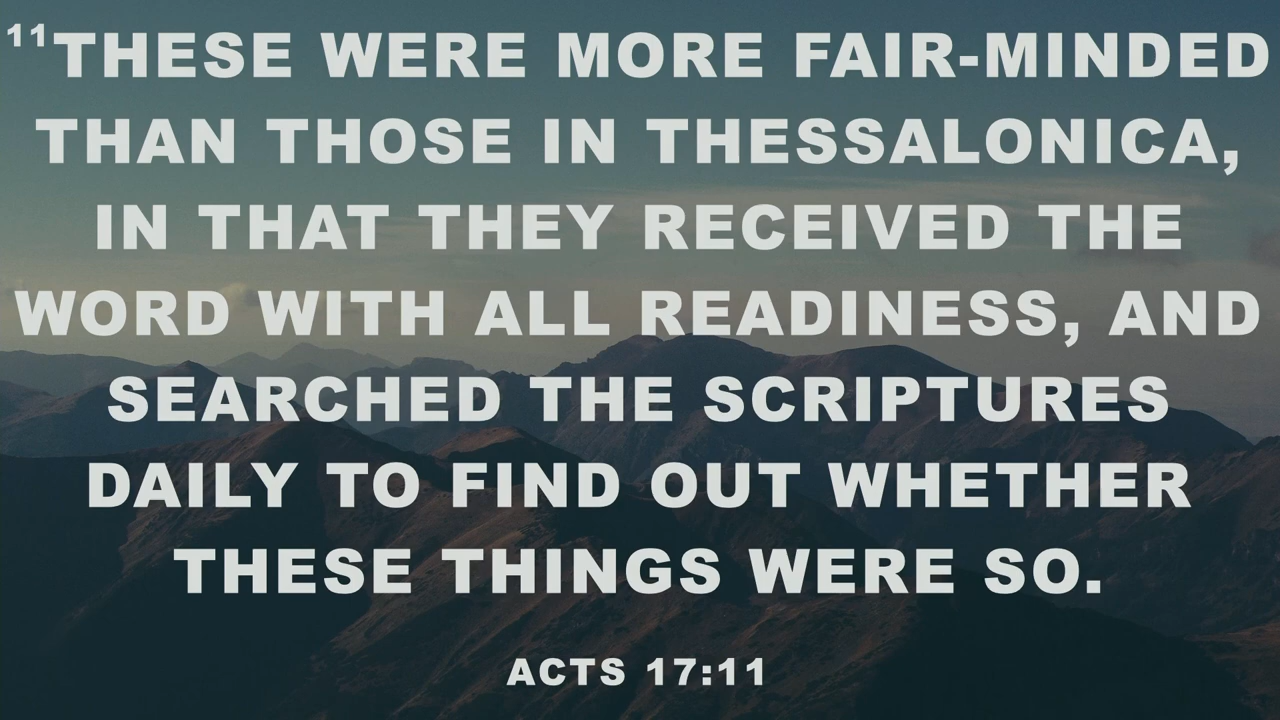 ¹¹THESE WERE MORE FAIR-MINDED
THAN THOSE IN THESSALONICA,
IN THAT THEY RECEIVED THE
WORD WITH ALL READINESS, AND
SEARCHED THE SCRIPTURES
DAILY TO FIND OUT WHETHER
THESE THINGS WERE SO.
ACTS 17:11